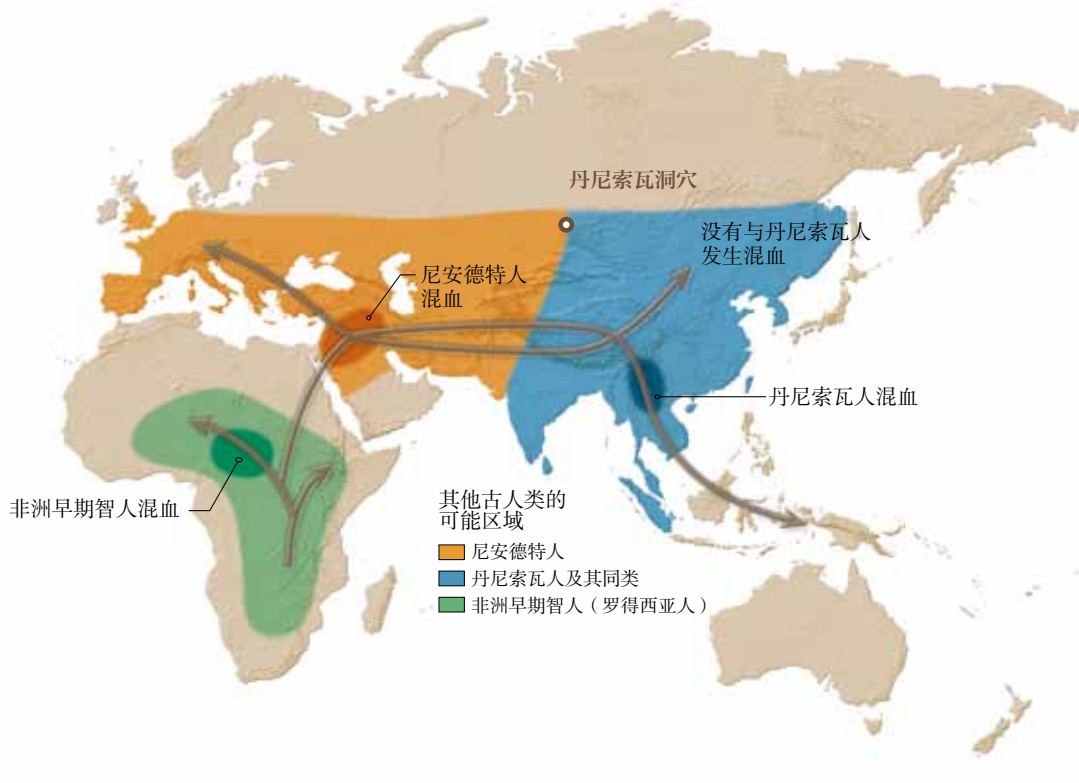 丹尼索瓦洞穴
没有与丹尼索瓦人
发生混血
尼安德特人
混血
丹尼索瓦人混血
非洲早期智人混血
其他古人类的
可能区域
尼安德特人
丹尼索瓦人及其同类
非洲早期智人（罗得西亚人）